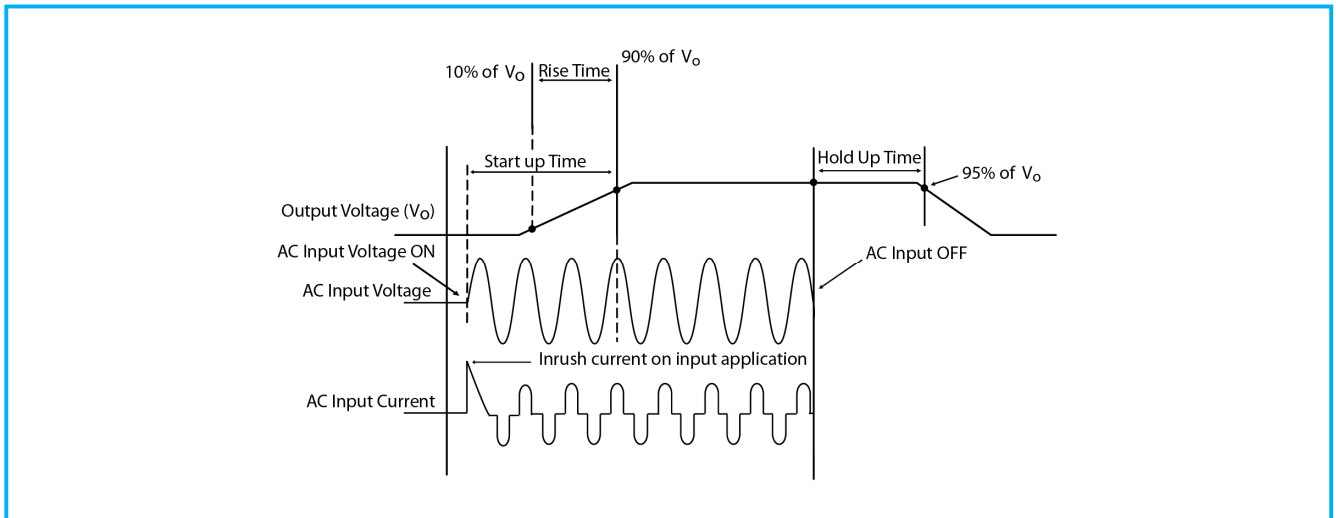 90% of Vo
10% of Vo
Rise Time
Start up Time
Hold Up Time
95% of Vo
Output Voltage (Vo)
AC Input Voltage ON
AC Input OFF
AC Input Voltage
Inrush current on input application
AC Input Current